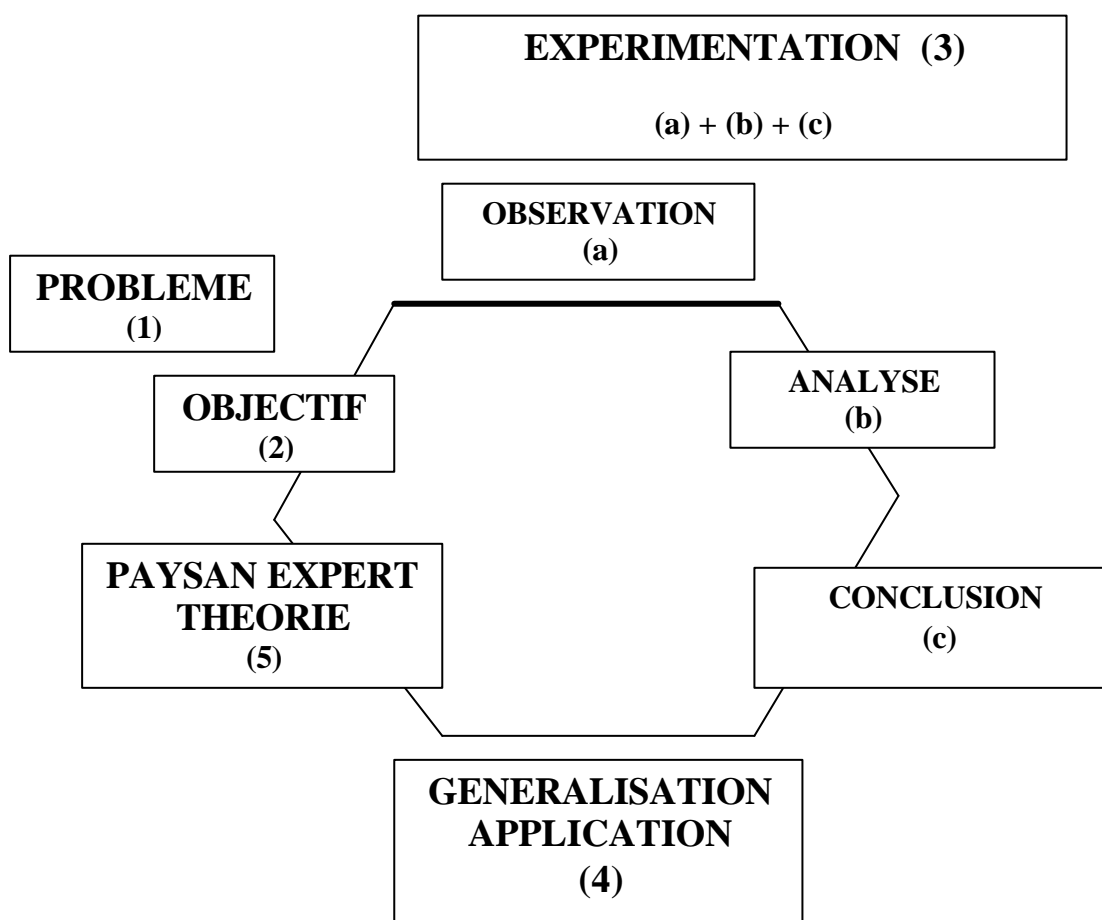 EXPERIMENTATION (3)
(a) + (b) + (c)
OBSERVATION
(a)
PROBLEME
(1)
OBJECTIF
(2)
ANALYSE
(b)
PAYSAN EXPERT
THEORIE
(5)
CONCLUSION
(c)
GENERALISATION
APPLICATION
(4)